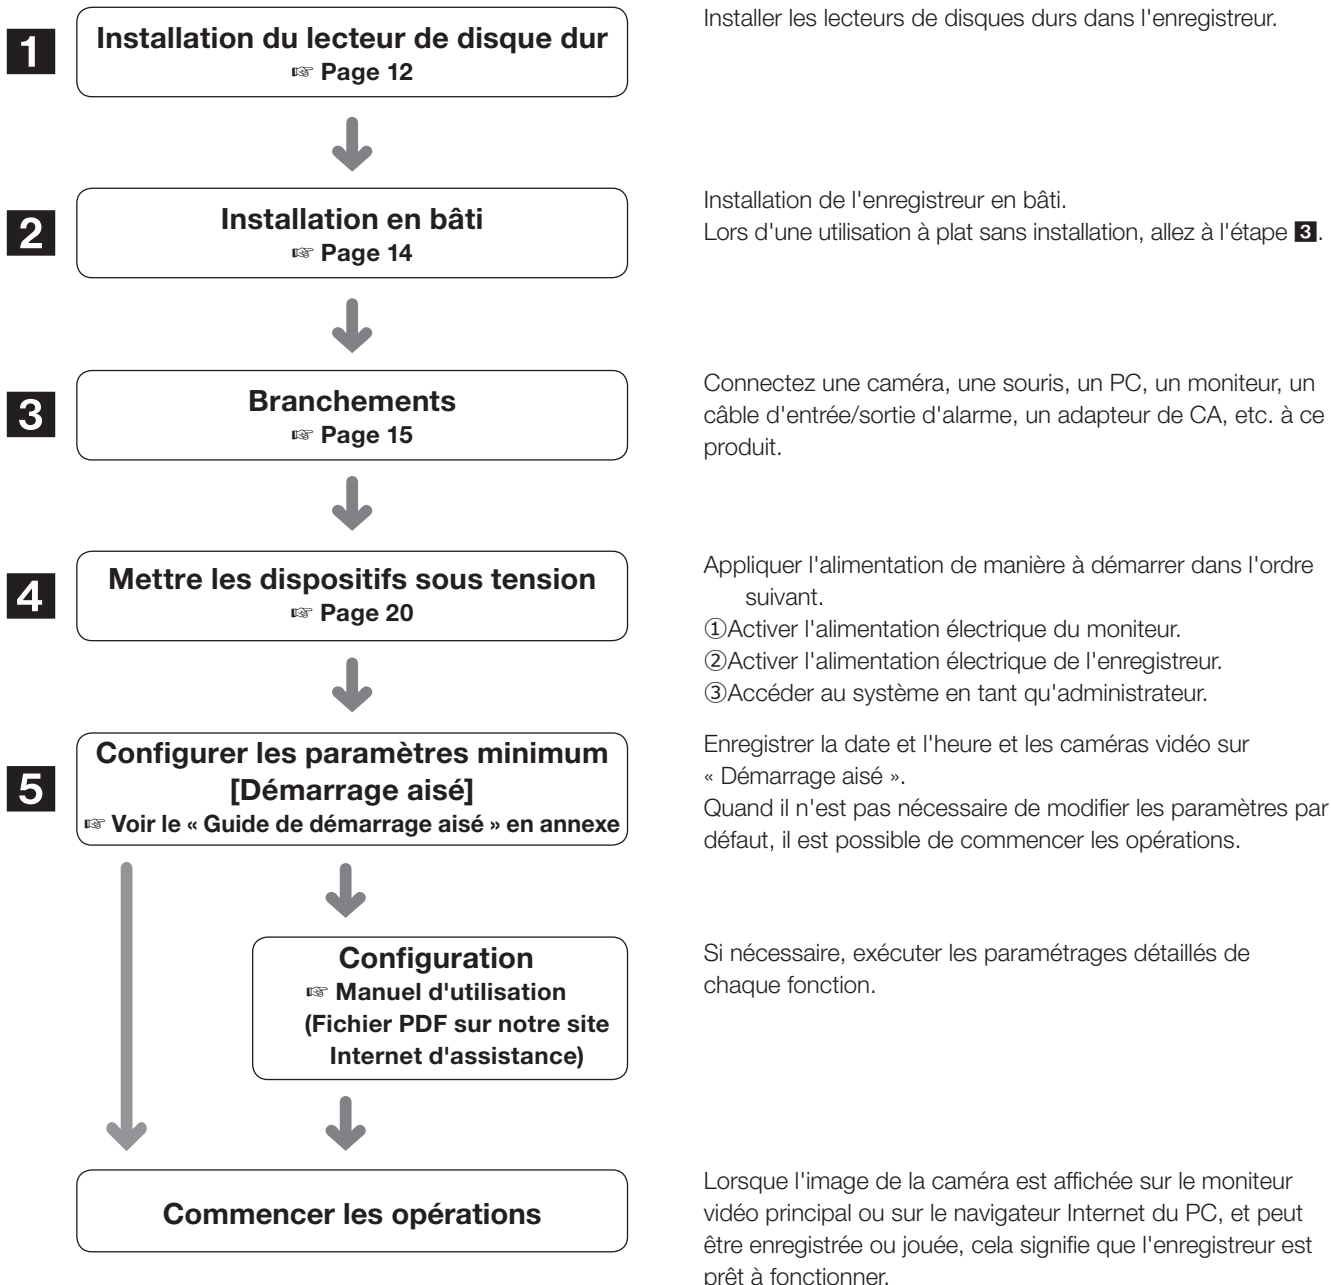 1
Installation du lecteur de disque dur
☞ Page 12
Installer les lecteurs de disques durs dans l'enregistreur.
2
Installation en bâti
☞ Page 14
Installation de l'enregistreur en bâti.
Lors d'une utilisation à plat sans installation, allez à l'étape 3.
3
Branchements
☞ Page 15
Connectez une caméra, une souris, un PC, un moniteur, un
câble d'entrée/sortie d'alarme, un adapteur de CA, etc. à ce
produit.
4
Mettre les dispositifs sous tension
☞ Page 20
Appliquer l'alimentation de manière à démarrer dans l'ordre
suivant.
①Activer l'alimentation électrique du moniteur.
②Activer l'alimentation électrique de l'enregistreur.
③Accéder au système en tant qu'administrateur.
5
Configurer les paramètres minimum
[Démarrage aisé]
☞ Voir le « Guide de démarrage aisé » en annexe
Enregistrer la date et l'heure et les caméras vidéo sur
« Démarrage aisé ».
Quand il n'est pas nécessaire de modifier les paramètres par
défaut, il est possible de commencer les opérations.
Configuration
☞ Manuel d'utilisation
(Fichier PDF sur notre site
Internet d'assistance)
Si nécessaire, exécuter les paramétrages détaillés de
chaque fonction.
Commencer les opérations
Lorsque l'image de la caméra est affichée sur le moniteur
vidéo principal ou sur le navigateur Internet du PC, et peut
être enregistrée ou jouée, cela signifie que l'enregistreur est
prêt à fonctionner.